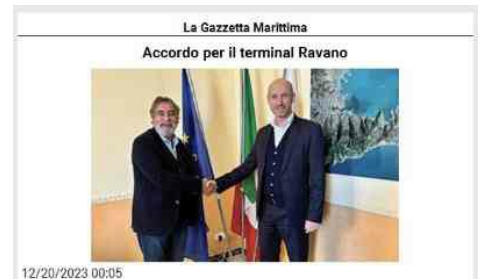 La Gazzetta Marittima
Accordo per il terminal Ravano
12/20/2023 00:05